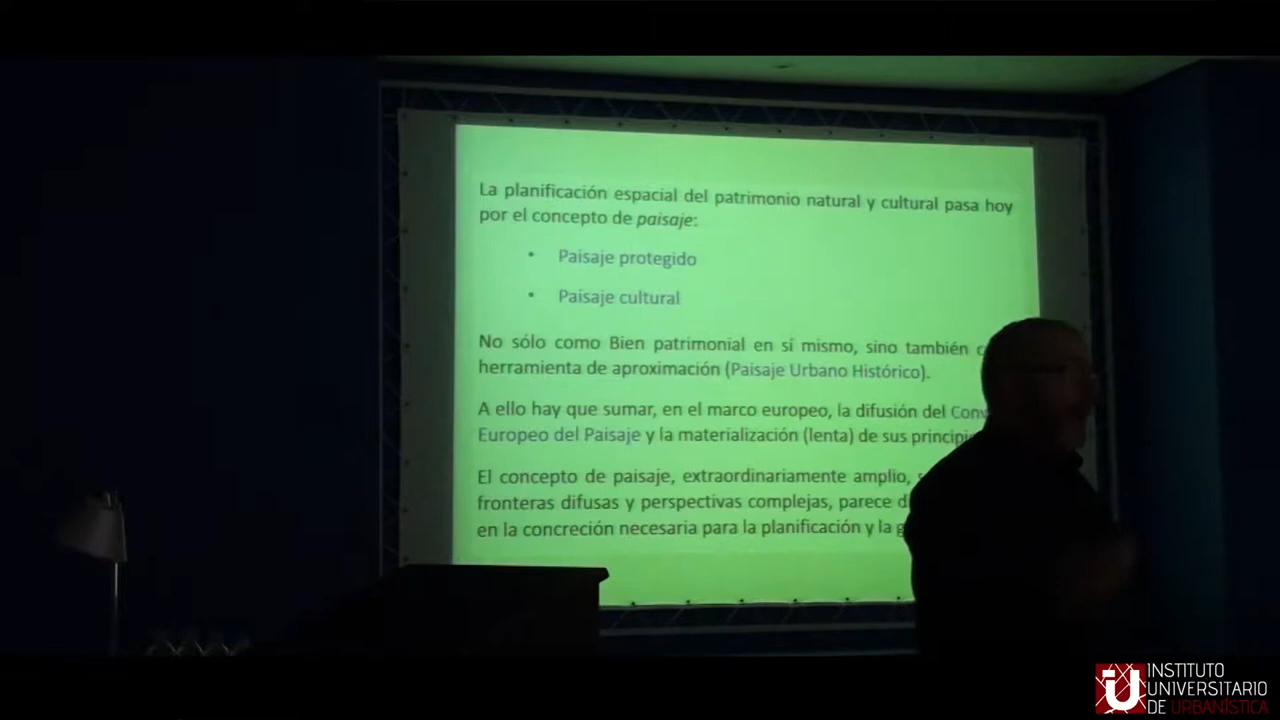 La planificación espacial del patrimonio natural y cultural pasa hoy
por el concepto de paisaje:
• Paisaje protegido
• Paisaje cultural
No sólo como Bien patrimonial en sí mismo, sino también
herramienta de aproximación (Paisaje Urbano Histórico).
A ello hay que sumar, en el marco europeo, la difusión del
Europeo del Paisaje y la materialización (lenta) de sus
El concepto de paisaje, extraordinariamente amplio,
fronteras difusas y perspectivas complejas, parece
en la concreción necesaria para la planificación y la
INSTITUTO
UNIVERSITARIO
DE URBANÍSTICA